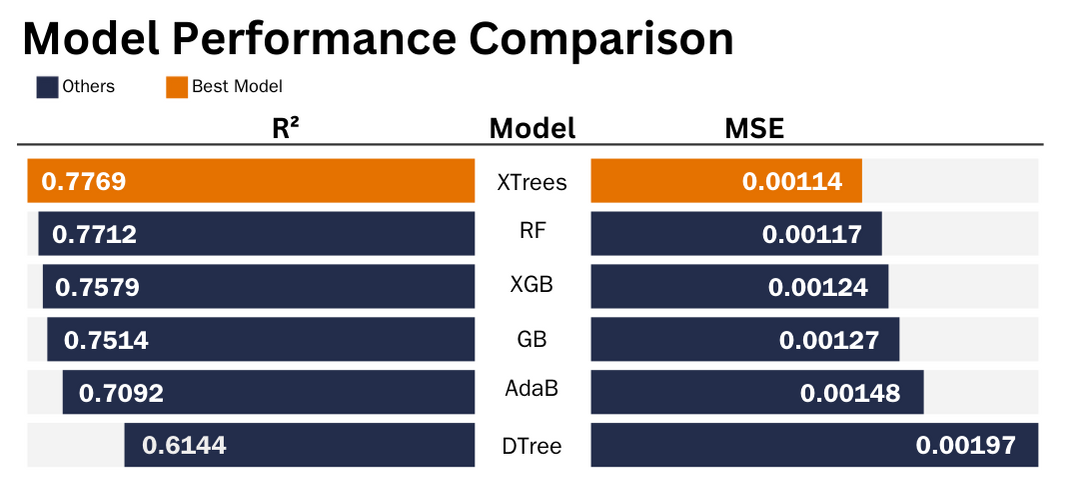 Model Performance Comparison
Others Best Model
R² Model MSE
0.7769 XTrees 0.00114
0.7712 RF 0.00117
0.7579 XGB 0.00124
0.7514 GB 0.00127
0.7092 AdaB 0.00148
0.6144 DTree 0.00197